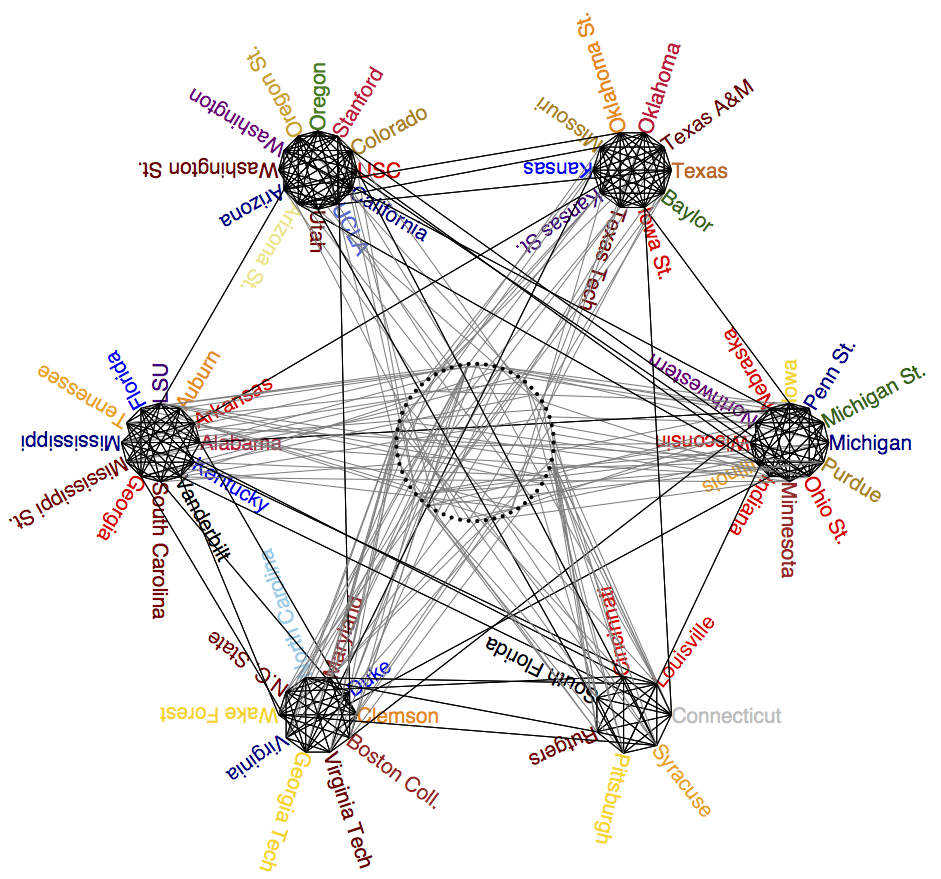 Oregon St.
Oregon
Stanford
Washington
Colorado
Washington St.
USC
Arizona
California
Arizona St.
Utah
UCLA
Oklahoma St.
Oklahoma
Missouri
Texas A&M
Kansas
Texas
Kansas St.
Baylor
Texas Tech
Iowa St.
Florida
LSU
Auburn
Tennessee
Arkansas
Mississippi
Alabama
Mississippi St.
Kentucky
Georgia
South Carolina
Vanderbilt
Nebraska
Iowa
Penn St.
Northwestern
Michigan St.
Wisconsin
Michigan
Illinois
Purdue
Indiana
Minnesota
Ohio St.
North Carolina
Maryland
N.C. State
Duke
Wake Forest
Clemson
Virginia
Boston Coll.
Georgia Tech
Virginia Tech
Cincinnati
Louisville
South Florida
Connecticut
Rutgers
Syracuse
Pittsburgh